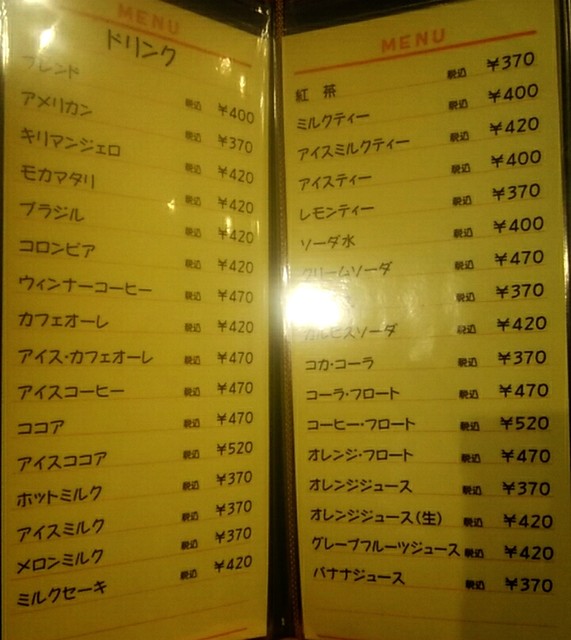 MENU
ドリンク
ブレンド 税込 ¥400
アメリカン 税込 ¥370
キリマンジェロ 税込 ¥420
モカマタリ 税込 ¥420
ブラジル 税込 ¥420
コロンビア 税込 ¥420
ウィンナーコーヒー 税込 ¥470
カフェオーレ 税込 ¥420
アイス・カフェオーレ 税込 ¥470
アイスコーヒー 税込 ¥470
ココア 税込 ¥470
アイスココア 税込 ¥520
ホットミルク 税込 ¥370
アイスミルク 税込 ¥370
メロンミルク 税込 ¥370
ミルクセーキ 税込 ¥420
MENU
紅茶 税込 ¥370
ミルクティー 税込 ¥400
アイスミルクティー 税込 ¥420
アイスティー 税込 ¥400
レモンティー 税込 ¥370
ソーダ水 税込 ¥400
クリームソーダ 税込 ¥470
税込 ¥370
カルピスソーダ 税込 ¥420
コカ・コーラ 税込 ¥370
コーラ・フロート 税込 ¥470
コーヒー・フロート 税込 ¥520
オレンジ・フロート 税込 ¥470
オレンジジュース 税込 ¥370
オレンジジュース(生) 税込 ¥420
グレープフルーツジュース 税込 ¥420
バナナジュース 税込 ¥370